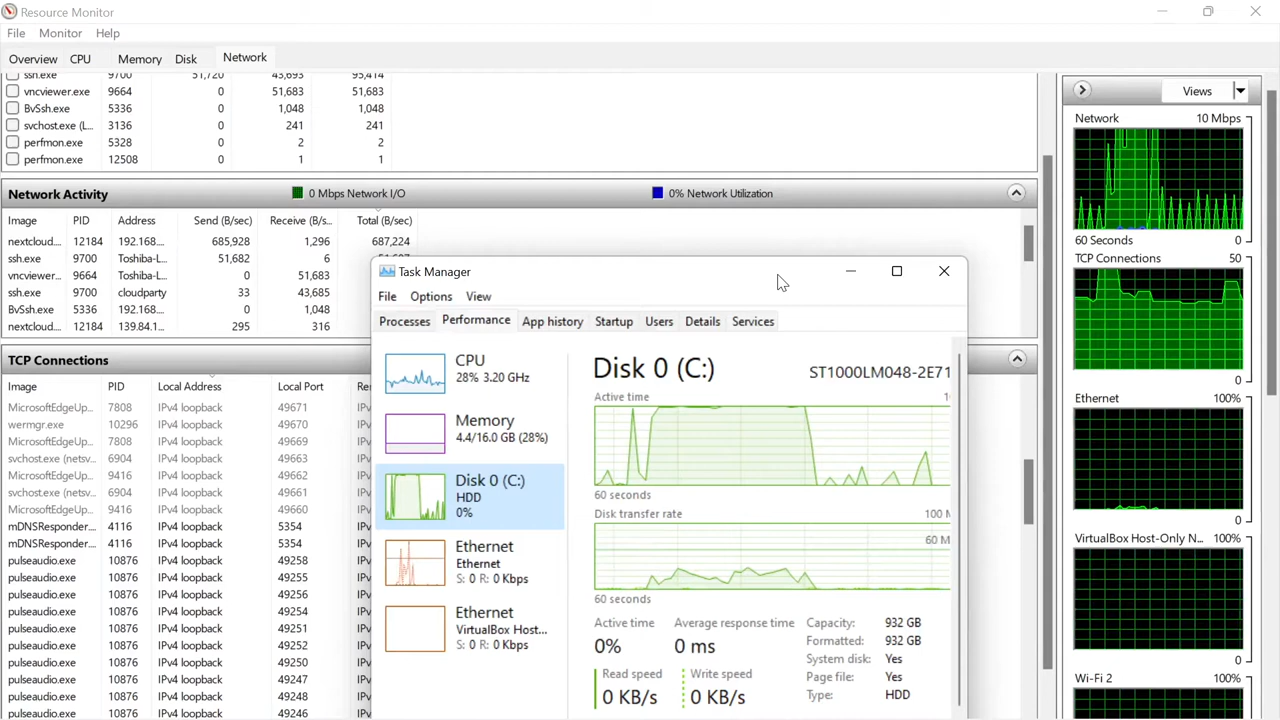 Resource Monitor
File Monitor Help
Overview CPU Memory Disk Network
ssh.exe 9700 51,720 43,693 95,414
vncviewer.exe 9664 0 51,683 51,683
BvSsh.exe 5336 0 1,048 1,048
svchost.exe (L... 3136 0 241 241
perfmon.exe 5328 0 2 2
perfmon.exe 12508 0 1 1
Network Activity 0 Mbps Network I/O 0% Network Utilization
Image PID Address Send (B/sec) Receive (B/s... Total (B/sec)
nextcloud.... 12184 192.168.... 685,928 1,296 687,224
ssh.exe 9700 Toshiba-L... 51,682 6
vncviewer... 9664 Toshiba-L... 0 51,683
ssh.exe 9700 cloudparty 33 43,685
BvSsh.exe 5336 192.168.... 0 1,048
nextcloud.... 12184 139.84.1... 295 316
TCP Connections
Image PID Local Address Local Port
MicrosoftEdgeUp... 7808 IPv4 loopback 49671
wermgr.exe 10296 IPv4 loopback 49670
MicrosoftEdgeUp... 7808 IPv4 loopback 49669
svchost.exe (netsv... 6904 IPv4 loopback 49663
MicrosoftEdgeUp... 9416 IPv4 loopback 49662
svchost.exe (netsv... 6904 IPv4 loopback 49661
MicrosoftEdgeUp... 9416 IPv4 loopback 49660
mDNSResponder.... 4116 IPv4 loopback 5354
mDNSResponder.... 4116 IPv4 loopback 5354
pulseaudio.exe 10876 IPv4 loopback 49258
pulseaudio.exe 10876 IPv4 loopback 49255
pulseaudio.exe 10876 IPv4 loopback 49256
pulseaudio.exe 10876 IPv4 loopback 49254
pulseaudio.exe 10876 IPv4 loopback 49251
pulseaudio.exe 10876 IPv4 loopback 49252
pulseaudio.exe 10876 IPv4 loopback 49250
pulseaudio.exe 10876 IPv4 loopback 49247
pulseaudio.exe 10876 IPv4 loopback 49248
pulseaudio.exe 10876 IPv4 loopback 49246
Task Manager
File Options View
Processes Performance App history Startup Users Details Services
CPU
28% 3.20 GHz
Memory
4.4/16.0 GB (28%)
Disk 0 (C:)
HDD
0%
Ethernet
Ethernet
S: 0 R: 0 Kbps
Ethernet
VirtualBox Host...
S: 0 R: 0 Kbps
Disk 0 (C:) ST1000LM048-2E71
Active time
60 seconds
Disk transfer rate 100 M
60 M
60 seconds
Active time Average response time
0% 0 ms
Read speed Write speed
0 KB/s 0 KB/s
Capacity: 932 GB
Formatted: 932 GB
System disk: Yes
Page file: Yes
Type: HDD
Views
Network 10 Mbps
60 Seconds 0
TCP Connections 50
0
Ethernet 100%
0
VirtualBox Host-Only N... 100%
0
Wi-Fi 2 100%